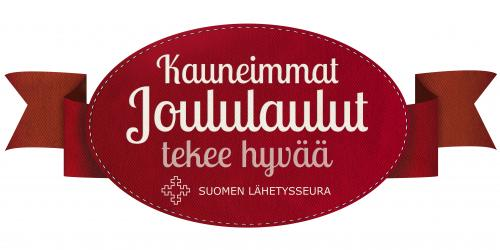 Kauneimmat
Joululaulut
tekee hyvää
SUOMEN LÄHETYSSEURA